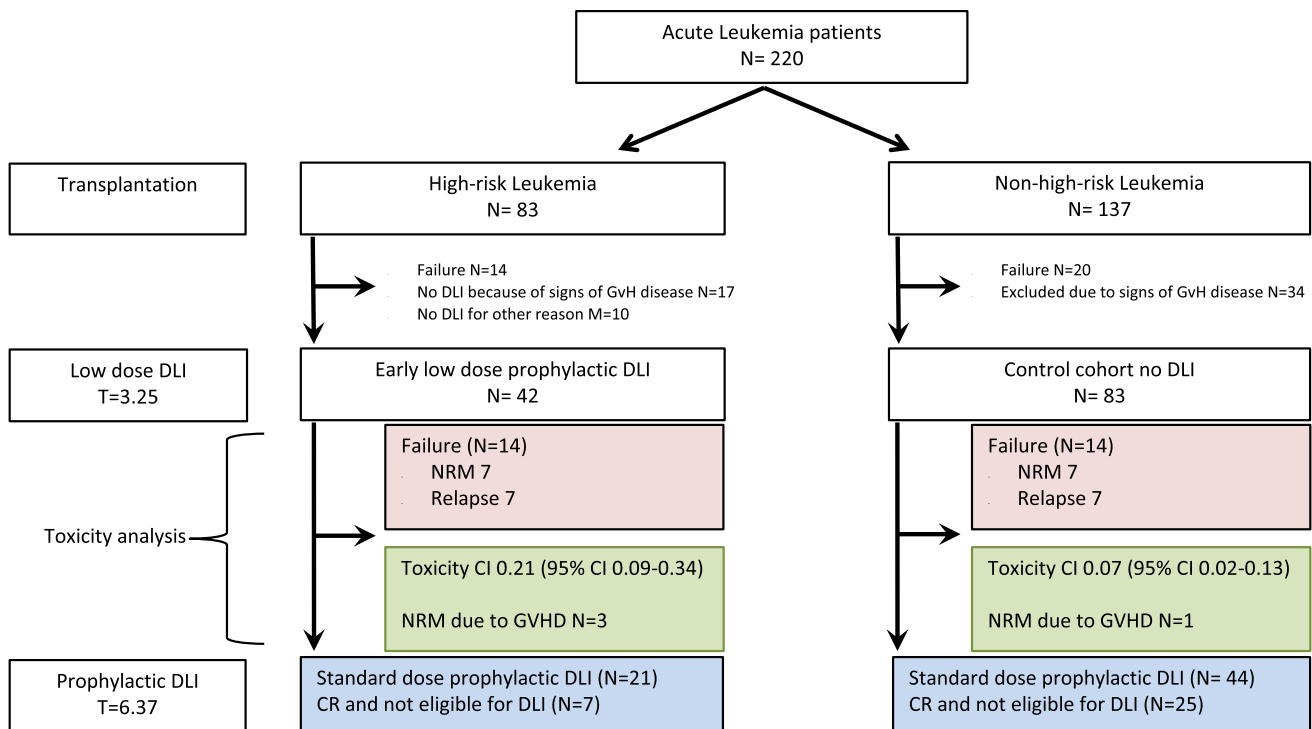 Acute Leukemia patients
N= 220
Transplantation
High-risk Leukemia
N= 83
Non-high-risk Leukemia
N= 137
Failure N=14
No DLI because of signs of GvH disease N=17
No DLI for other reason M=10
Failure N=20
Excluded due to signs of GvH disease N=34
Low dose DLI
T=3.25
Early low dose prophylactic DLI
N= 42
Control cohort no DLI
N= 83
Toxicity analysis
Failure (N=14)
NRM 7
Relapse 7
Toxicity CI 0.21 (95% CI 0.09-0.34)
NRM due to GVHD N=3
Failure (N=14)
NRM 7
Relapse 7
Toxicity CI 0.07 (95% CI 0.02-0.13)
NRM due to GVHD N=1
Prophylactic DLI
T=6.37
Standard dose prophylactic DLI (N=21)
CR and not eligible for DLI (N=7)
Standard dose prophylactic DLI (N= 44)
CR and not eligible for DLI (N=25)